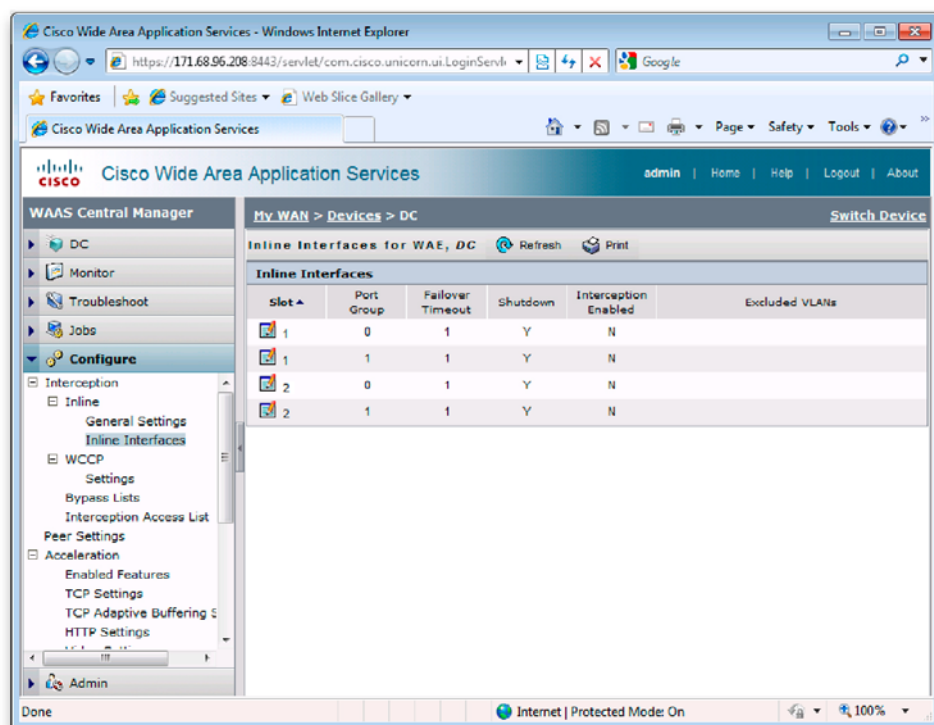 Cisco Wide Area Application Services - Windows Internet Explorer
https://171.68.96.208:8443/servlet/com.cisco.unicorn.ui.LoginServl
Google
Favorites Suggested Sites Web Slice Gallery
Cisco Wide Area Application Services
Page Safety Tools
CISCO Cisco Wide Area Application Services
admin | Home | Help | Logout | About
WAAS Central Manager
My WAN > Devices > DC
Switch Device
DC
Monitor
Troubleshoot
Jobs
Configure
Interception
Inline
General Settings
Inline Interfaces
WCCP
Settings
Bypass Lists
Interception Access List
Peer Settings
Acceleration
Enabled Features
TCP Settings
TCP Adaptive Buffering S
HTTP Settings
Admin
Inline Interfaces for WAE, DC Refresh Print
Inline Interfaces
Slot Port Group Failover Timeout Shutdown Interception Enabled Excluded VLANs
1 0 1 Y N
1 1 1 Y N
2 0 1 Y N
2 1 1 Y N
Done
Internet | Protected Mode: On
100%